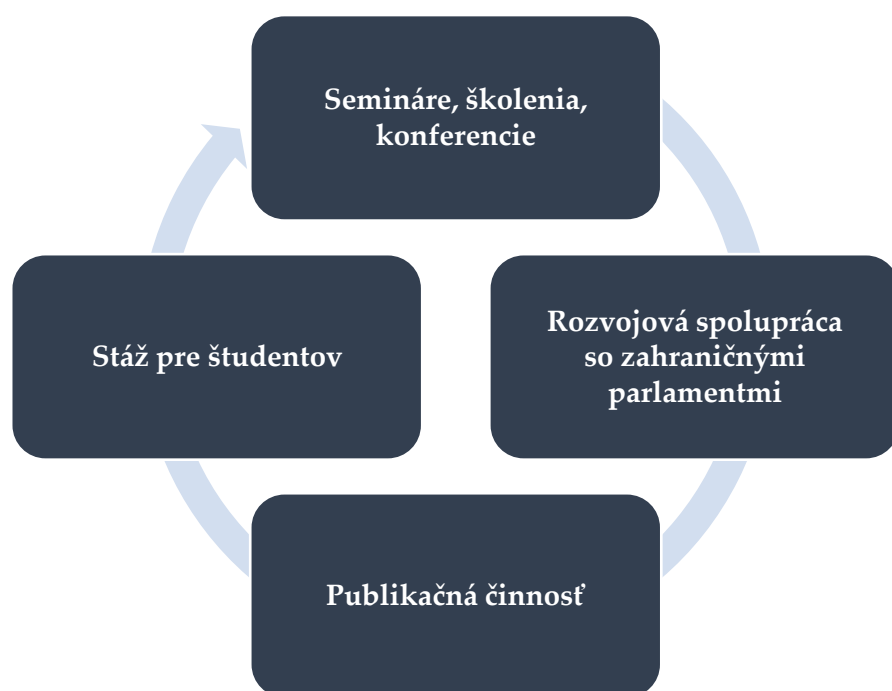 Semináre, školenia,
konferencie
Rozvojová spolupráca
so zahraničnými
parlamentmi
Publikačná činnosť
Stáž pre študentov